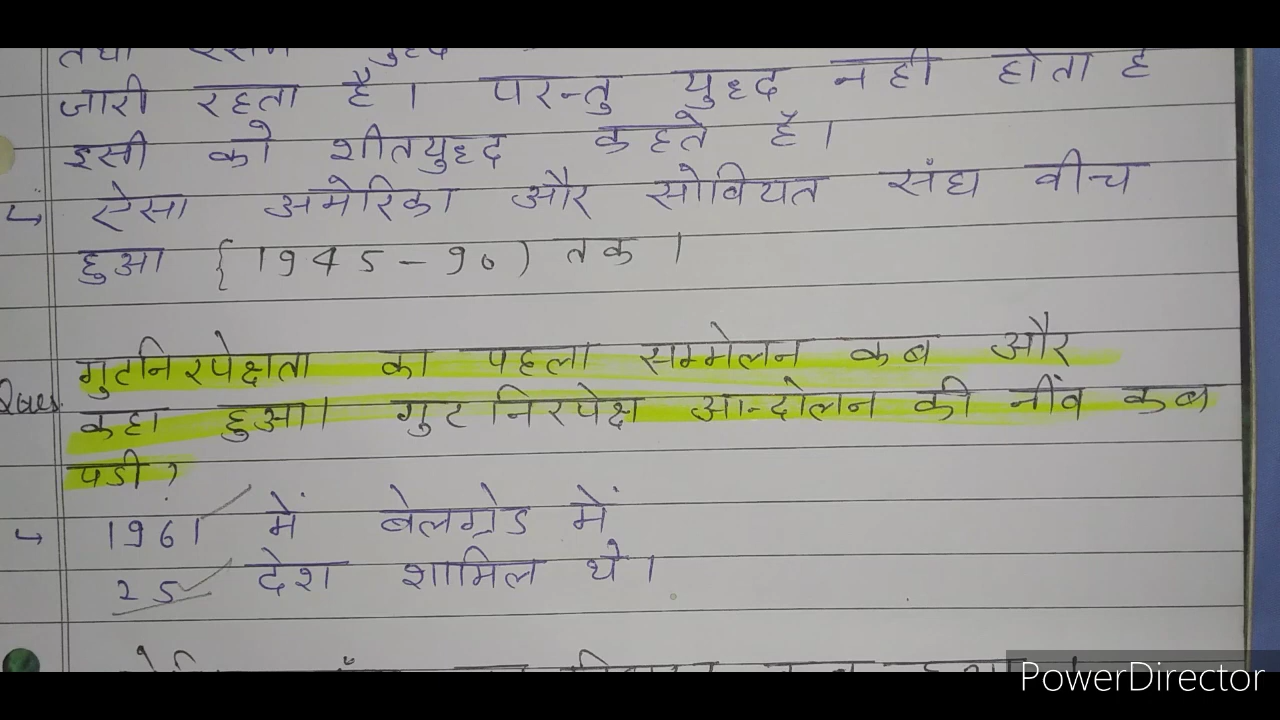 जारी रहता है। परन्तु युद्द नही होता है
इसी को शीतयुद्द कहते है।
↳ ऐसा अमेरिका और सोवियत संघ वीच
हुआ {1945-90) तक।
गुटनिरपेक्षता का पहला सम्मेलन कब और
Ques. कहा हुआ। गुट निरपेक्ष आन्दोलन की नींव कब
पडी?
↳ 1961 में बेलग्रेड में
25 देश शामिल थे।
PowerDirector